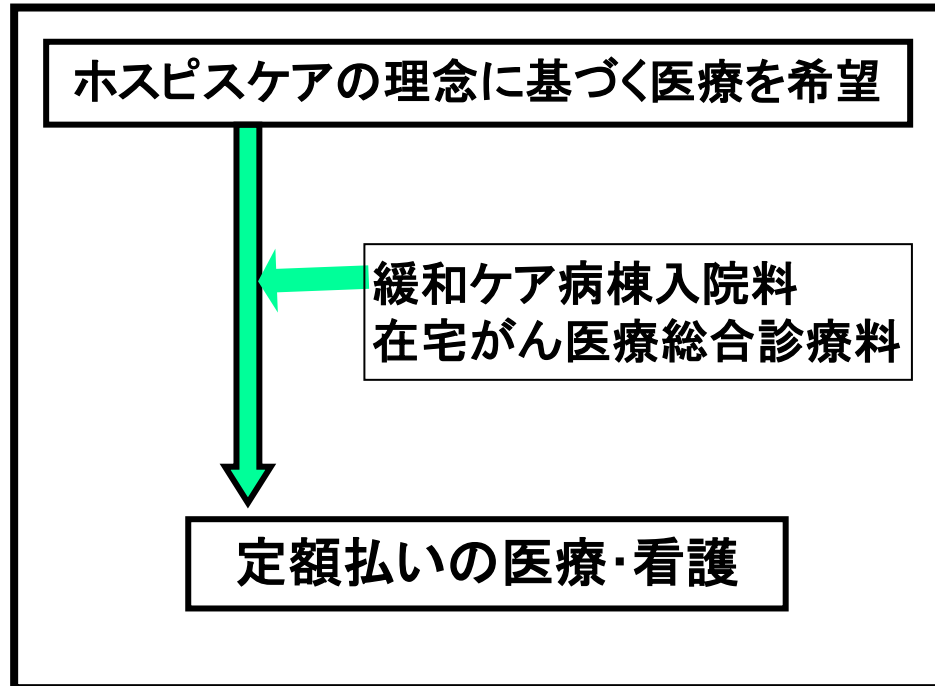 ホスピスケアの理念に基づく医療を希望
緩和ケア病棟入院料
在宅がん医療総合診療料
定額払いの医療・看護